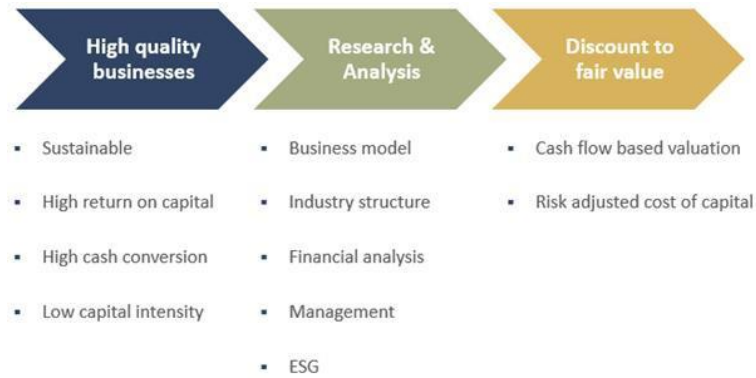 High quality
businesses
Research &
Analysis
Discount to
fair value
▪ Sustainable
▪ High return on capital
▪ High cash conversion
▪ Low capital intensity
▪ Business model
▪ Industry structure
▪ Financial analysis
▪ Management
▪ ESG
▪ Cash flow based valuation
▪ Risk adjusted cost of capital